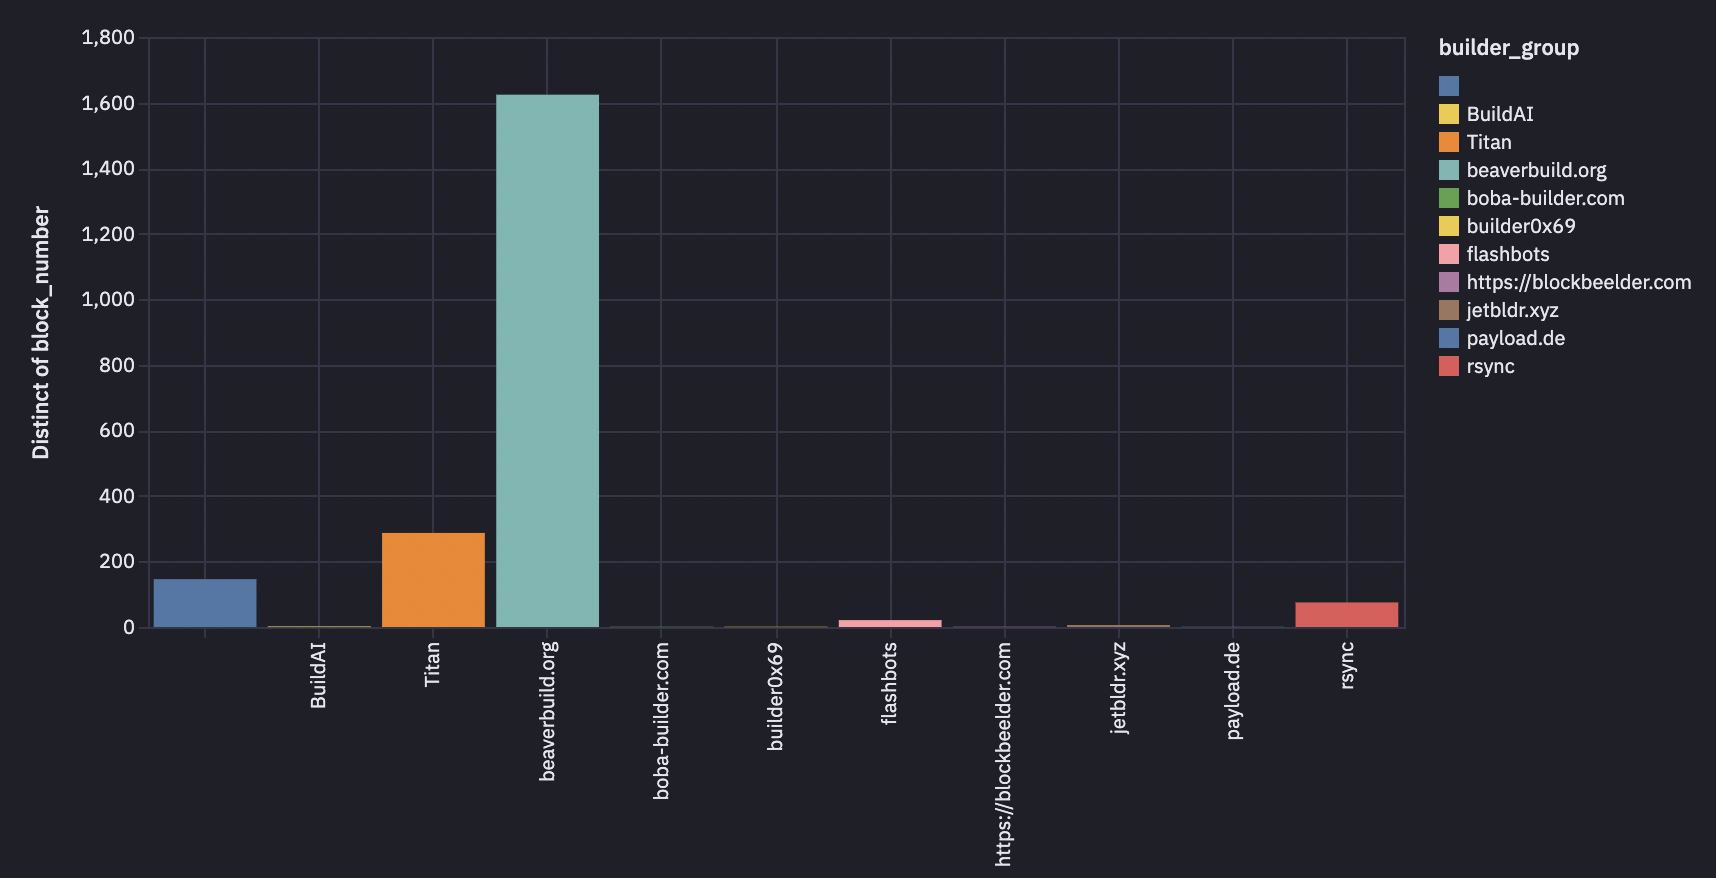 1,800
1,600
1,400
1,200
1,000
800
600
400
200
0
Distinct of block_number
BuildAI
Titan
beaverbuild.org
boba-builder.com
builder0x69
flashbots
https://blockbeelder.com
jetbldr.xyz
payload.de
rsync
builder_group
BuildAI
Titan
beaverbuild.org
boba-builder.com
builder0x69
flashbots
https://blockbeelder.com
jetbldr.xyz
payload.de
rsync